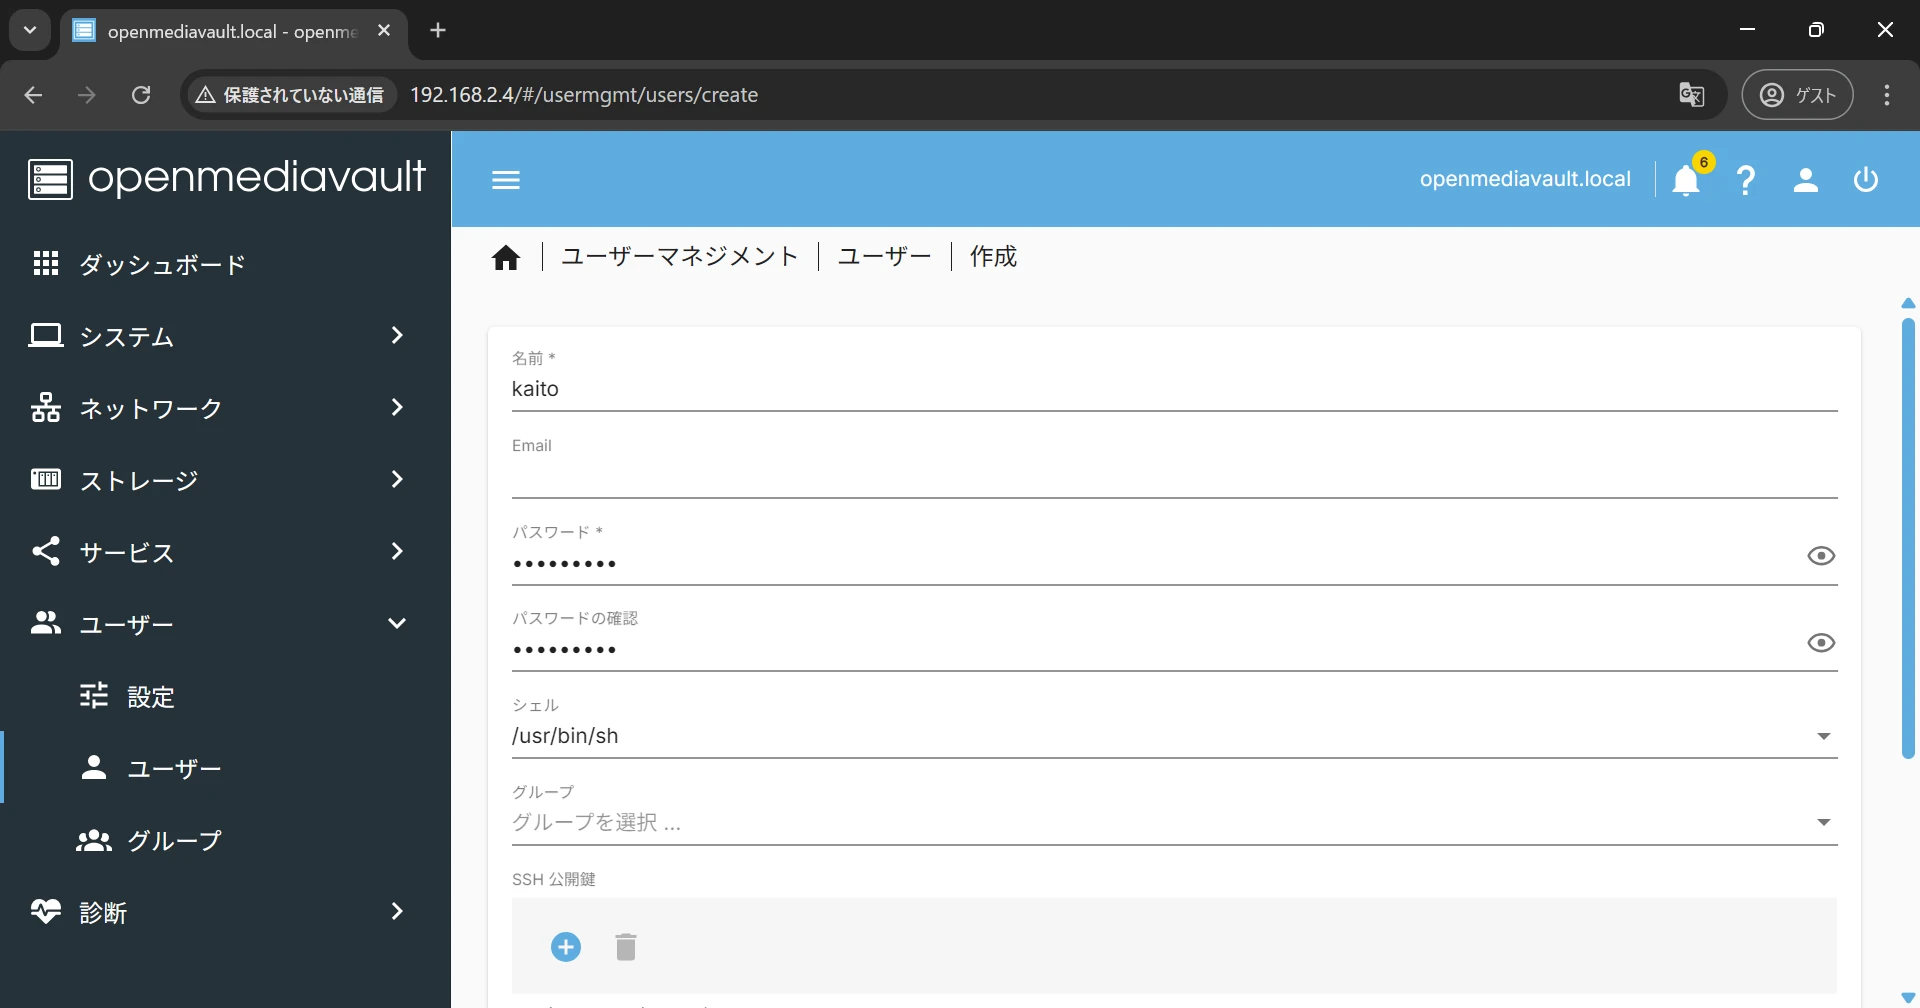 openmediavault.local - openme
保護されていない通信
192.168.2.4/#/usermgmt/users/create
ゲスト
openmediavault
openmediavault.local
6
ダッシュボード
システム
ネットワーク
ストレージ
サービス
ユーザー
設定
ユーザー
グループ
診断
ユーザーマネジメント
ユーザー
作成
名前 *
kaito
Email
パスワード *
•••••••••
パスワードの確認
•••••••••
シェル
/usr/bin/sh
グループ
グループを選択 ...
SSH 公開鍵